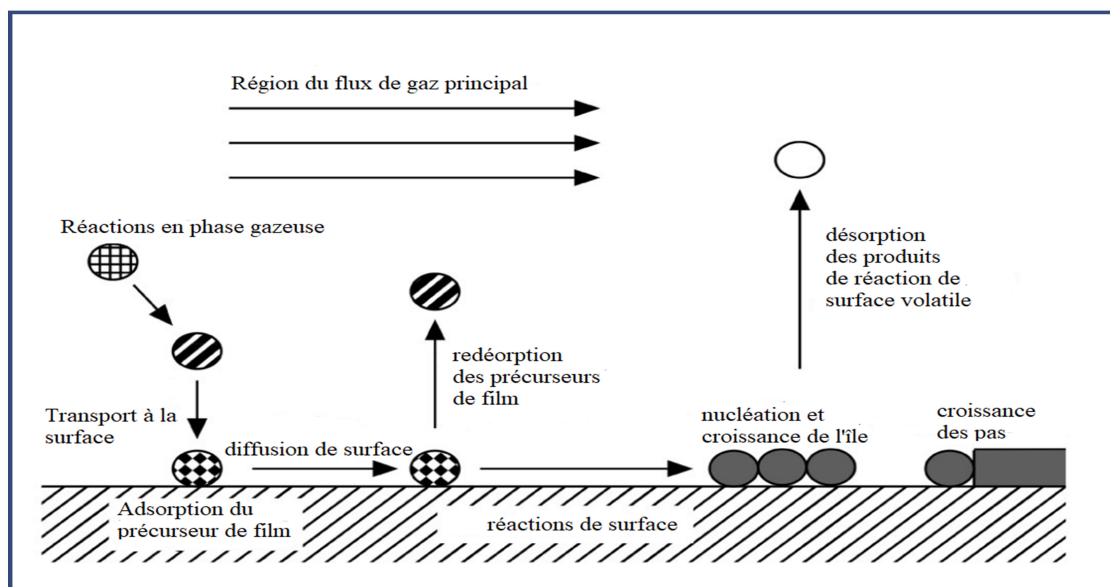 Région du flux de gaz principal
Réactions en phase gazeuse
désorption
des produits
de réaction de
surface volatile
redéorption
des précurseurs
de film
Transport à la
surface
diffusion de surface
nucléation et
croissance de l'île
croissance
des pas
Adsorption du
précurseur de film
réactions de surface